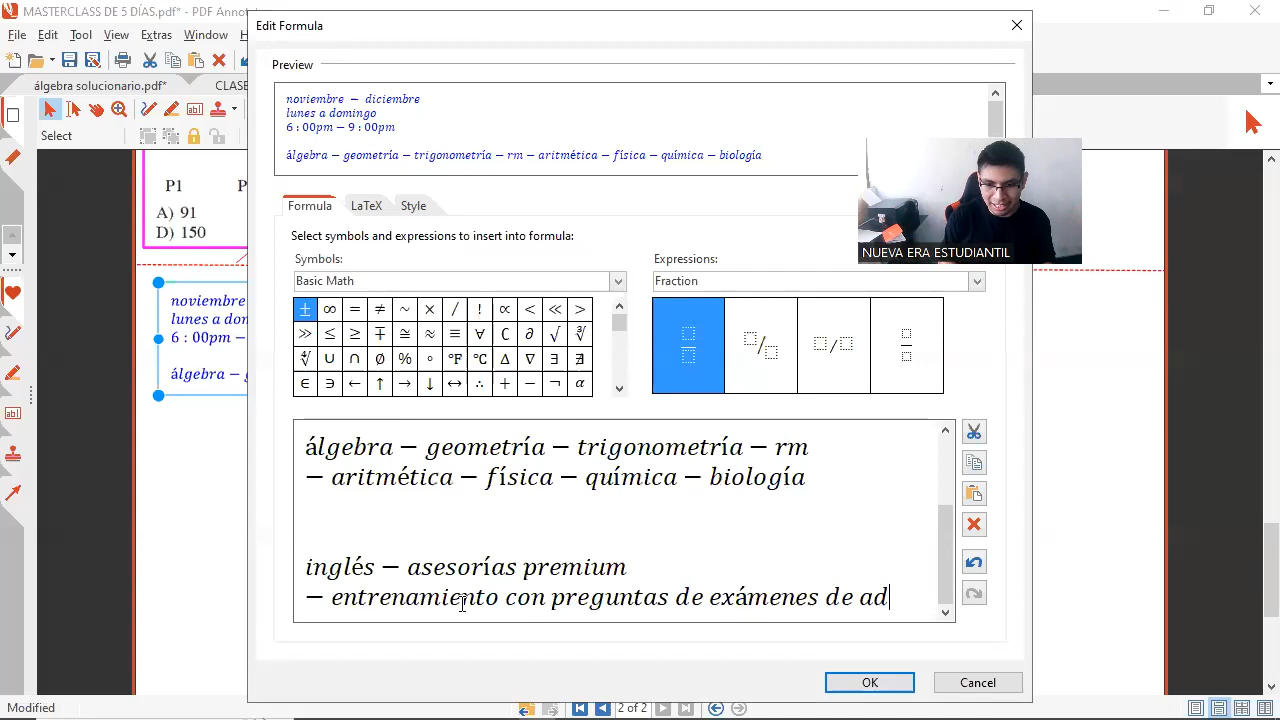 MASTERCLASS DE 5 DÍAS.pdf* - PDF Annot
Edit Formula
File Edit Tool View Extras Window
álgebra solucionario.pdf*
Select
P1
A) 91
D) 150
noviembre
lunes a
6 : 00pm −
álgebra −
Preview
noviembre − diciembre
lunes a domingo
6 : 00pm − 9 : 00pm
álgebra − geometría − trigonometría − rm − aritmética − física − química − biología
Formula LaTeX Style
Select symbols and expressions to insert into formula:
Symbols: Expressions:
Basic Math Fraction
± ∞ = ≠ ~ × / ! ∝ < ≪ >
≫ ≤ ≥ ∓ ≅ ≈ ≡ ∀ ∁ ∂ √ ∛
∜ ∪ ∩ ∅ % ° ℉ ℃ ∆ ∇ ∃ ∄
∈ ∋ ← ↑ → ↓ ↔ ∴ + − ¬ α
álgebra − geometría − trigonometría − rm
− aritmética − física − química − biología
inglés − asesorías premium
− entrenamiento con preguntas de exámenes de ad
OK Cancel
NUEVA ERA ESTUDIANTIL
Modified
2 of 2